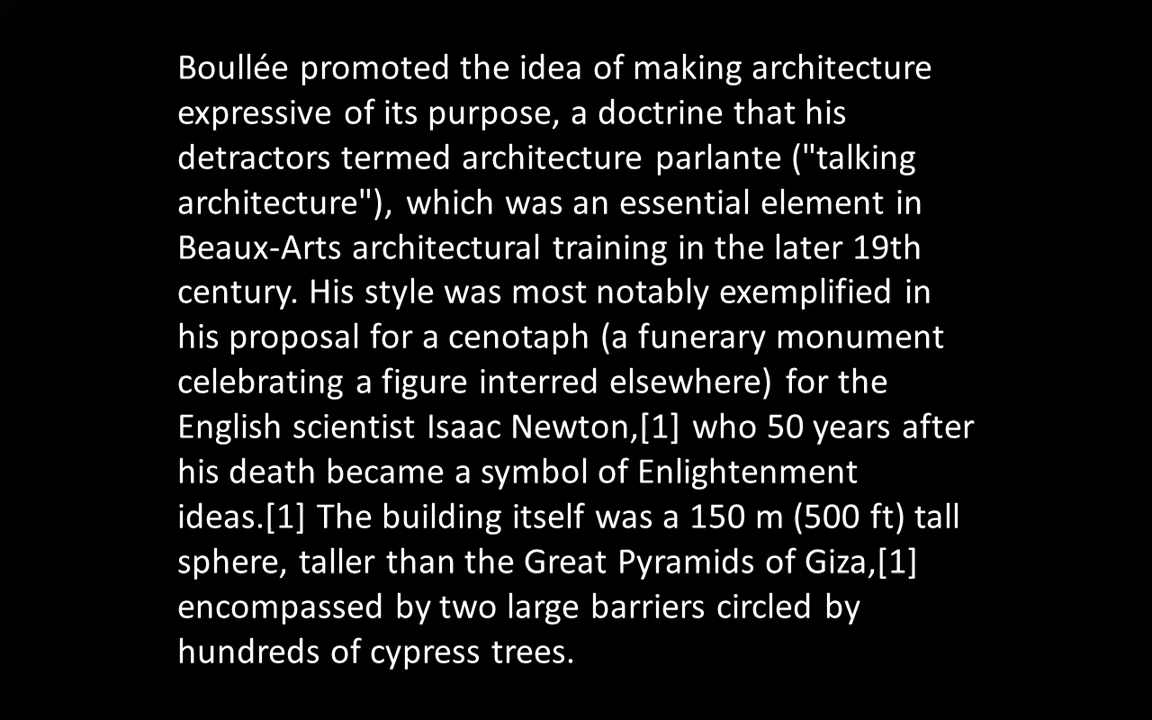 Boullée promoted the idea of making architecture
expressive of its purpose, a doctrine that his
detractors termed architecture parlante ("talking
architecture"), which was an essential element in
Beaux-Arts architectural training in the later 19th
century. His style was most notably exemplified in
his proposal for a cenotaph (a funerary monument
celebrating a figure interred elsewhere) for the
English scientist Isaac Newton,[1] who 50 years after
his death became a symbol of Enlightenment
ideas.[1] The building itself was a 150 m (500 ft) tall
sphere, taller than the Great Pyramids of Giza,[1]
encompassed by two large barriers circled by
hundreds of cypress trees.